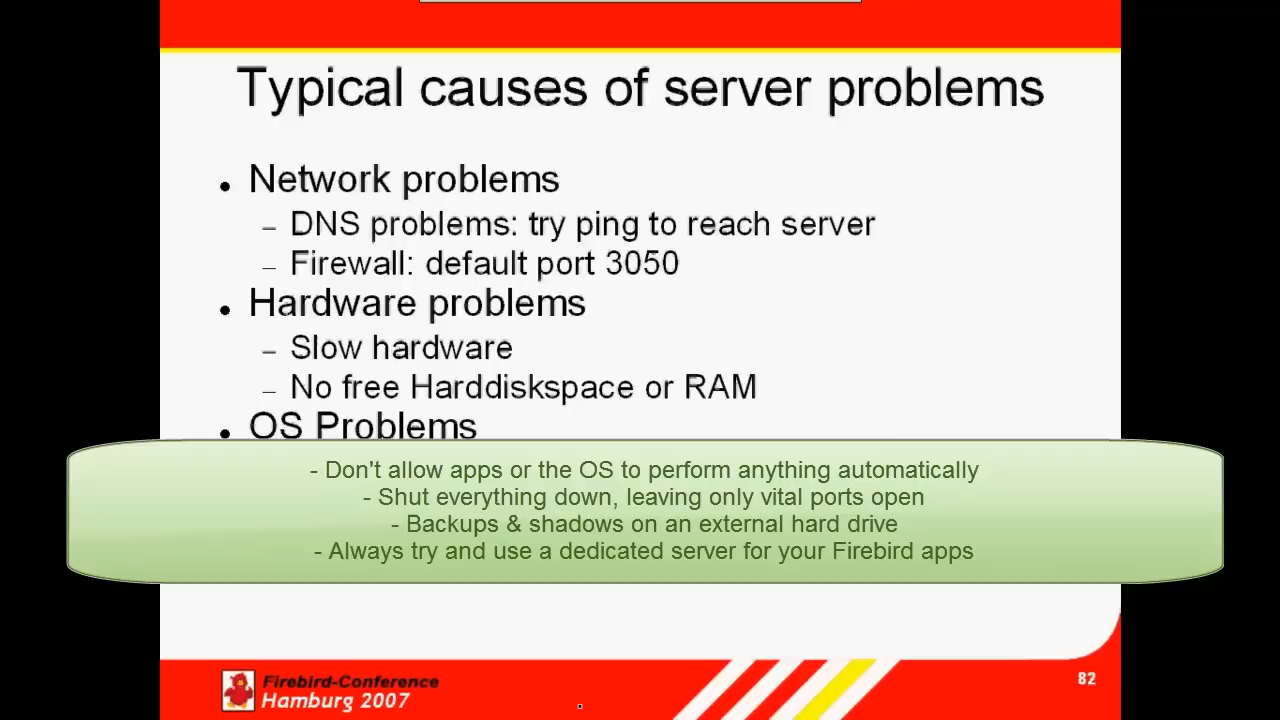 Typical causes of server problems
• Network problems
– DNS problems: try ping to reach server
– Firewall: default port 3050
• Hardware problems
– Slow hardware
– No free Harddiskspace or RAM
• OS Problems
- Don't allow apps or the OS to perform anything automatically
- Shut everything down, leaving only vital ports open
- Backups & shadows on an external hard drive
- Always try and use a dedicated server for your Firebird apps
Firebird-Conference
Hamburg 2007
82